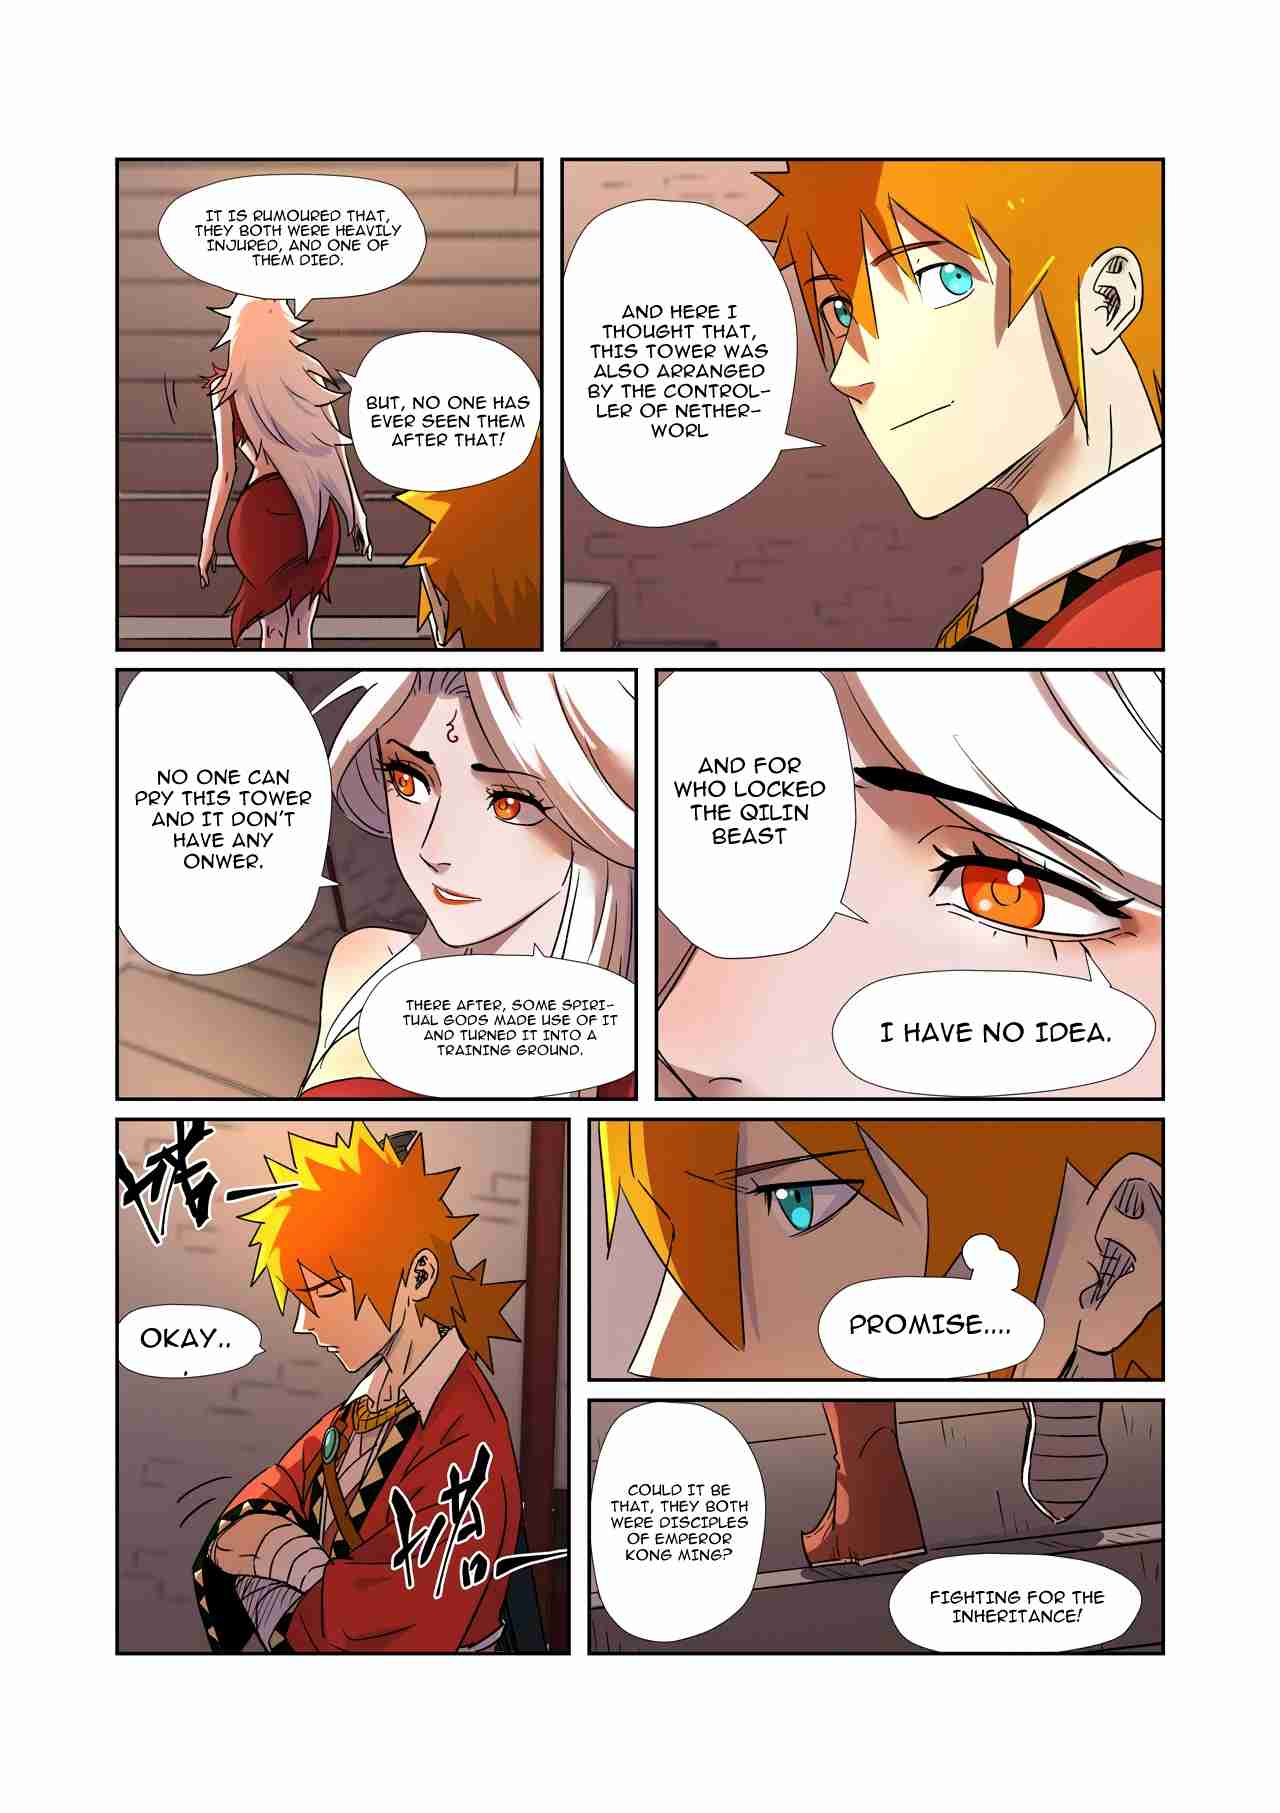 IT IS RUMOURED THAT,
THEY BOTH WERE HEAVILY
INJURED, AND ONE OF
THEM DIED.
BUT, NO ONE HAS
EVER SEEN THEM
AFTER THAT!
AND HERE I
THOUGHT THAT,
THIS TOWER WAS
ALSO ARRANGED
BY THE CONTROL-
LER OF NETHER-
WORL
NO ONE CAN
PRY THIS TOWER
AND IT DON'T
HAVE ANY
ONWER.
THERE AFTER, SOME SPIRI-
TUAL GODS MADE USE OF IT
AND TURNED IT INTO A
TRAINING GROUND.
AND FOR
WHO LOCKED
THE QILIN
BEAST
I HAVE NO IDEA.
OKAY..
PROMISE....
COULD IT BE
THAT, THEY BOTH
WERE DISCIPLES
OF EMPEROR
KONG MING?
FIGHTING FOR THE
INHERITANCE!